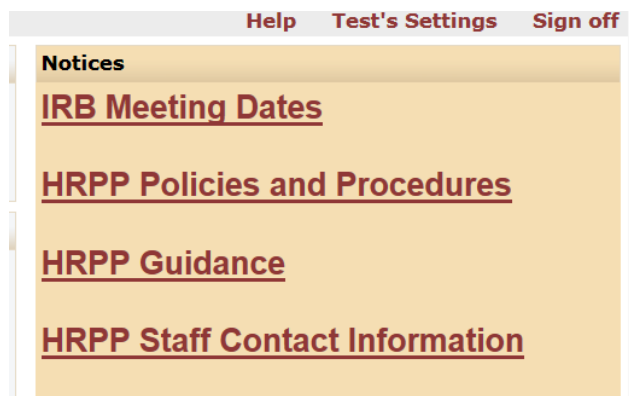 Help Test's Settings Sign off
Notices
IRB Meeting Dates
HRPP Policies and Procedures
HRPP Guidance
HRPP Staff Contact Information